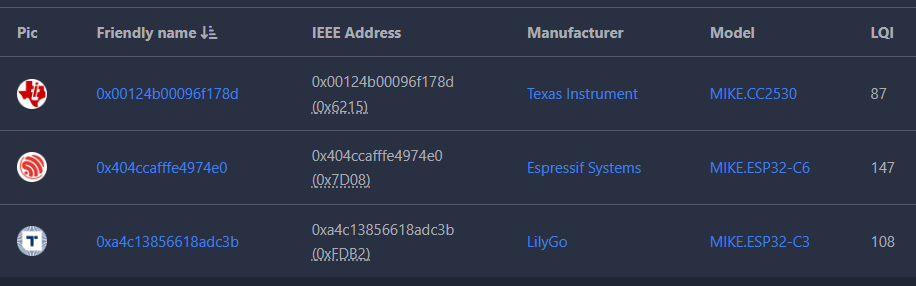 Pic Friendly name IEEE Address Manufacturer Model LQI
0x00124b00096f178d 0x00124b00096f178d (0x6215) Texas Instrument MIKE.CC2530 87
0x404ccafffe4974e0 0x404ccafffe4974e0 (0x7D08) Espressif Systems MIKE.ESP32-C6 147
T 0xa4c13856618adc3b 0xa4c13856618adc3b (0xFDB2) LilyGo MIKE.ESP32-C3 108